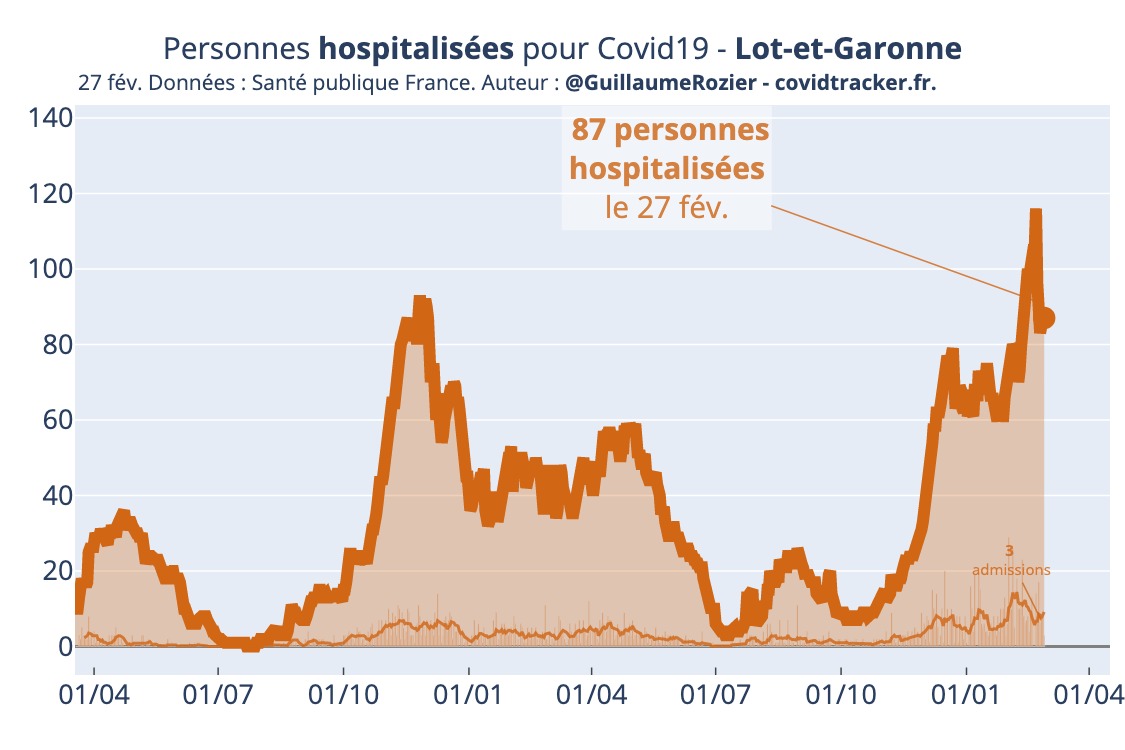 Personnes hospitalisées pour Covid19 - Lot-et-Garonne
27 fév. Données : Santé publique France. Auteur : @GuillaumeRozier - covidtracker.fr.
140
87 personnes
hospitalisées
le 27 fév.
120
100
80
60
40
3
admissions
20
0
01/04 01/07 01/10 01/01 01/04 01/07 01/10 01/01 01/04